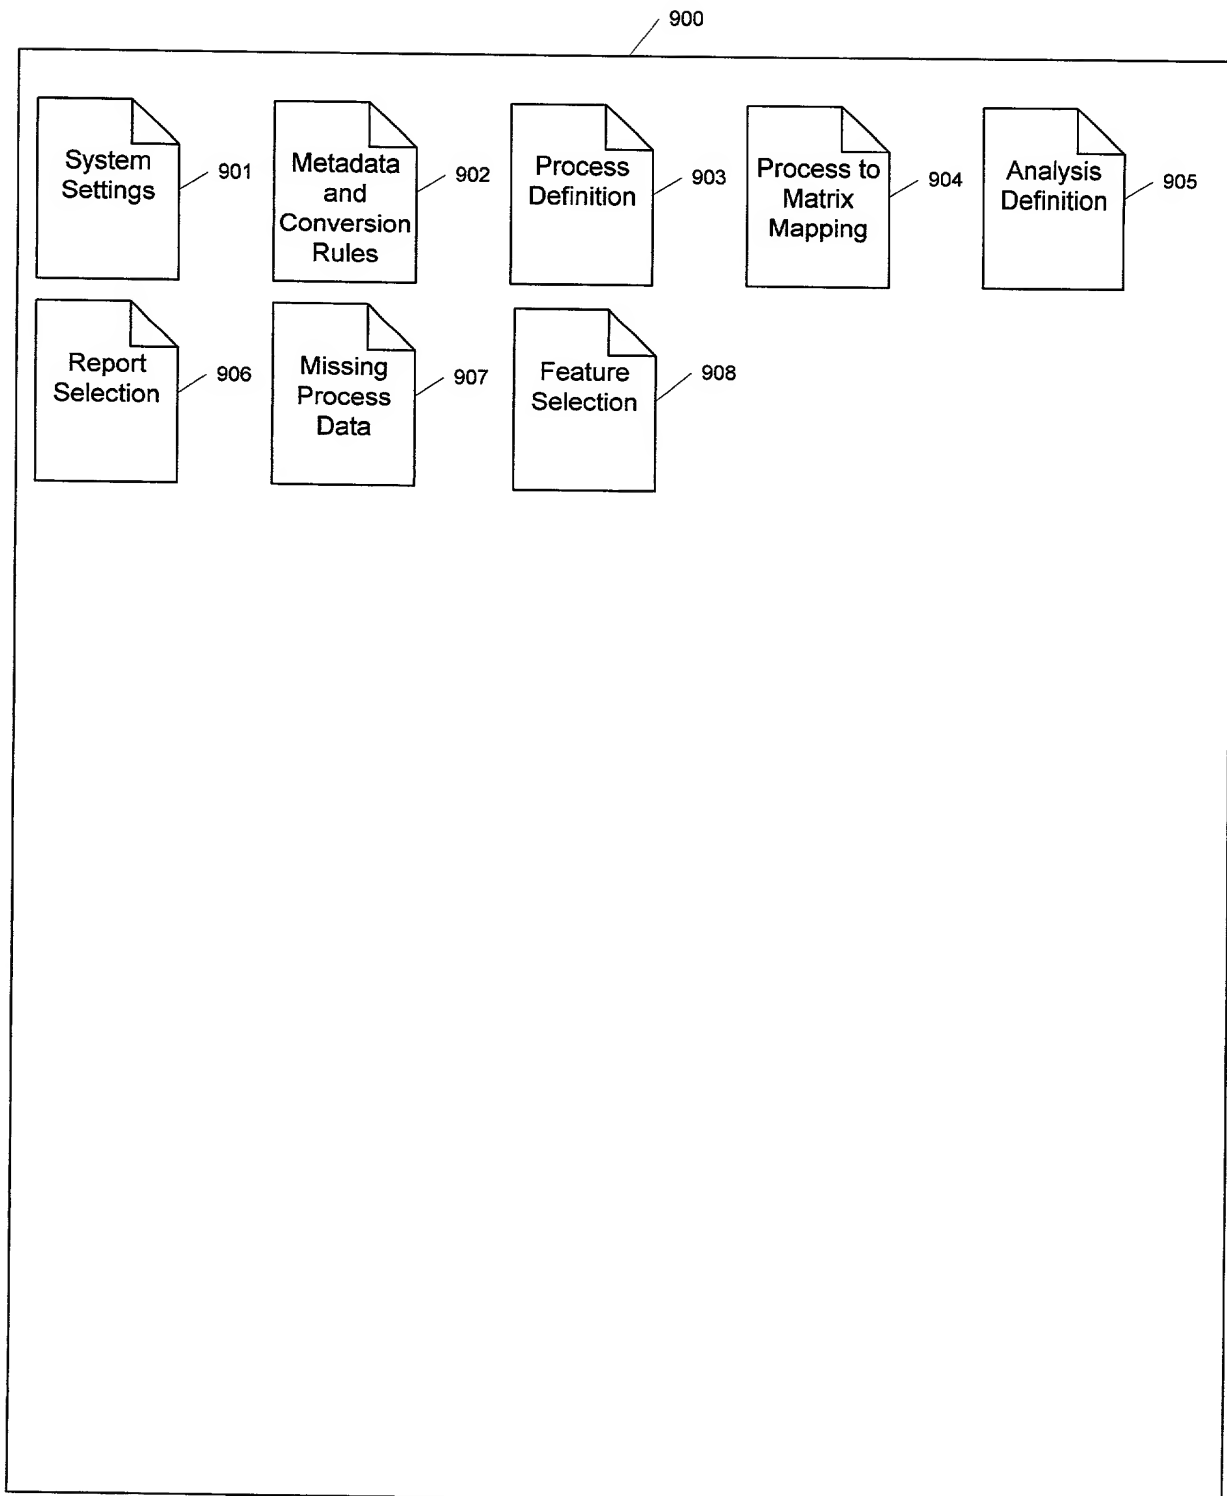 900
System
Settings
901
Metadata
and
Conversion
Rules
902
Process
Definition
903
Process to
Matrix
Mapping
904
Analysis
Definition
905
Report
Selection
906
Missing
Process
Data
907
Feature
Selection
908